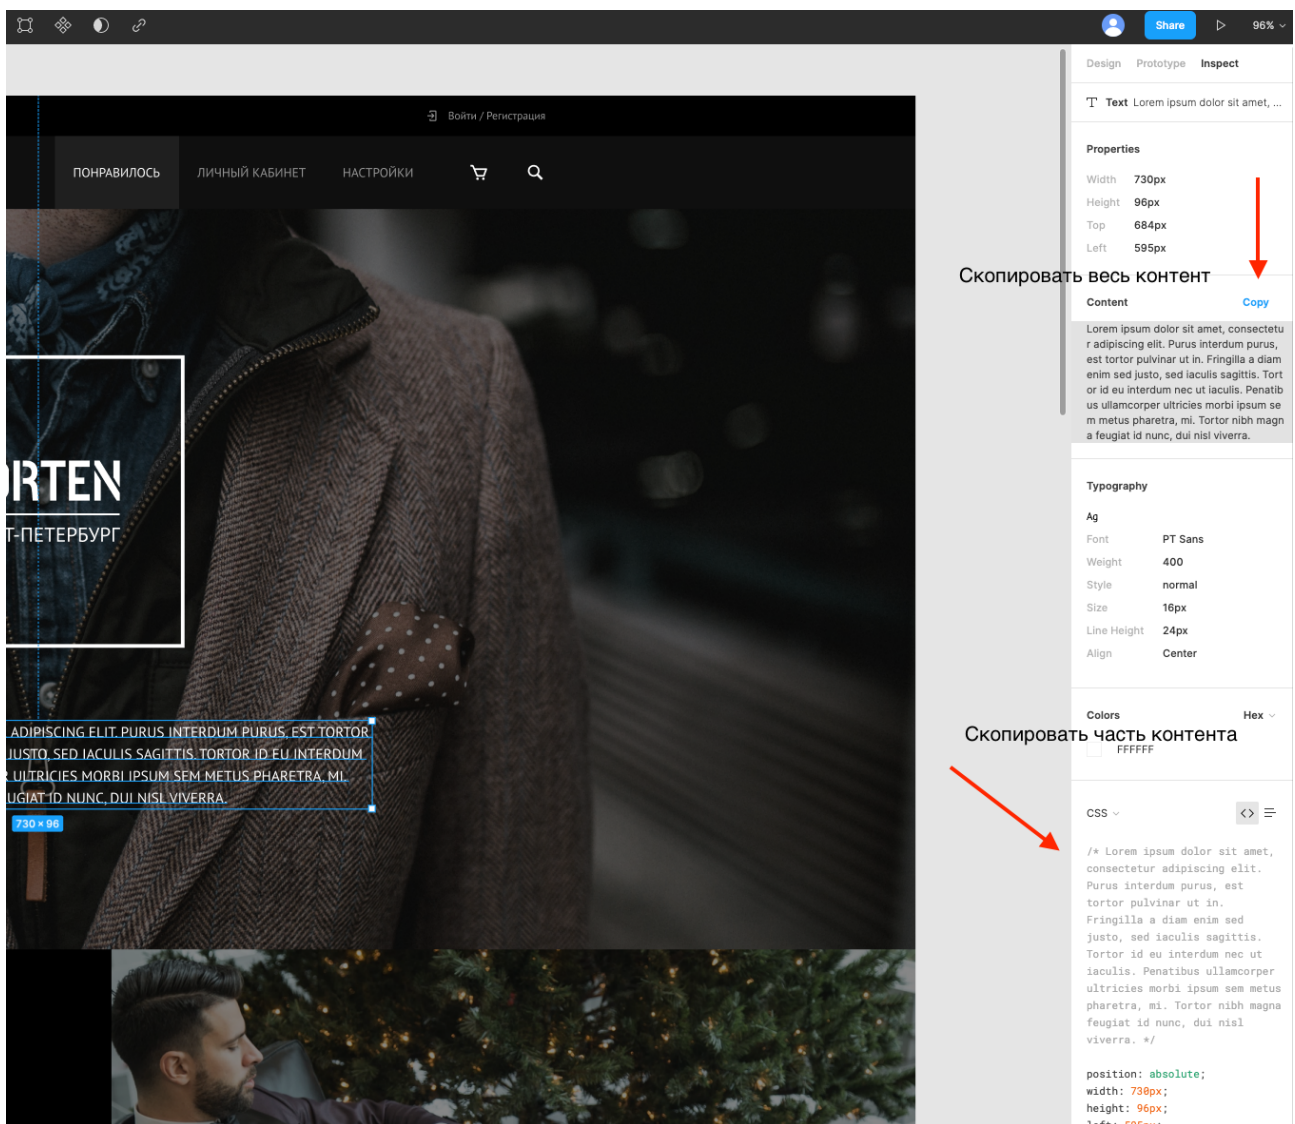 Share
96%
Design Prototype Inspect
Text Lorem ipsum dolor sit amet, ...
Войти / Регистрация
Properties
ПОНРАВИЛОСЬ ЛИЧНЫЙ КАБИНЕТ НАСТРОЙКИ
Width 730px
Height 96px
Top 684px
Left 595px
Скопировать весь контент
Content Copy
Lorem ipsum dolor sit amet, consectetu
r adipiscing elit. Purus interdum purus,
est tortor pulvinar ut in. Fringilla a diam
enim sed justo, sed iaculis sagittis. Tort
or id eu interdum nec ut iaculis. Penatib
us ullamcorper ultricies morbi ipsum se
m metus pharetra, mi. Tortor nibh magn
a feugiat id nunc, dui nisl viverra.
RTEN
Т-ПЕТЕРБУРГ
Typography
Ag
Font PT Sans
Weight 400
Style normal
Size 16px
Line Height 24px
Align Center
Colors Hex
Скопировать часть контента
FFFFFF
ADIPISCING ELIT. PURUS INTERDUM PURUS, EST TORTOR
JUSTO, SED IACULIS SAGITTIS. TORTOR ID EU INTERDUM
R ULTRICIES MORBI IPSUM SEM METUS PHARETRA, MI.
UGIAT ID NUNC, DUI NISL VIVERRA.
730 × 96
CSS
/* Lorem ipsum dolor sit amet,
consectetur adipiscing elit.
Purus interdum purus, est
tortor pulvinar ut in.
Fringilla a diam enim sed
justo, sed iaculis sagittis.
Tortor id eu interdum nec ut
iaculis. Penatibus ullamcorper
ultricies morbi ipsum sem metus
pharetra, mi. Tortor nibh magna
feugiat id nunc, dui nisl
viverra. */
position: absolute;
width: 730px;
height: 96px;
left: 595px;